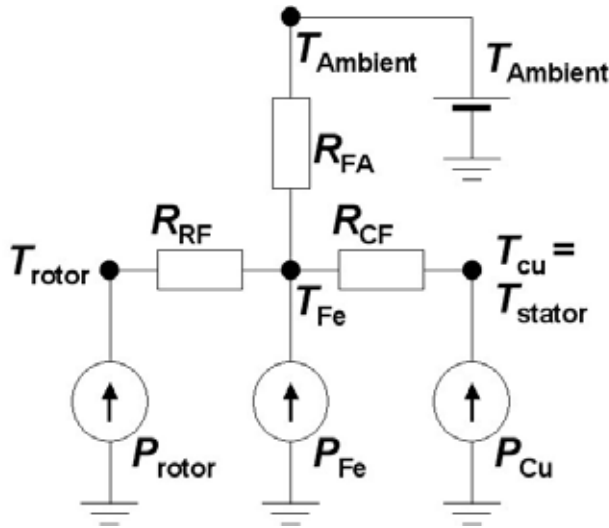 T_Ambient
T_Ambient
R_FA
R_RF
R_CF
T_rotor
T_cu =
T_stator
T_Fe
P_rotor
P_Fe
P_Cu